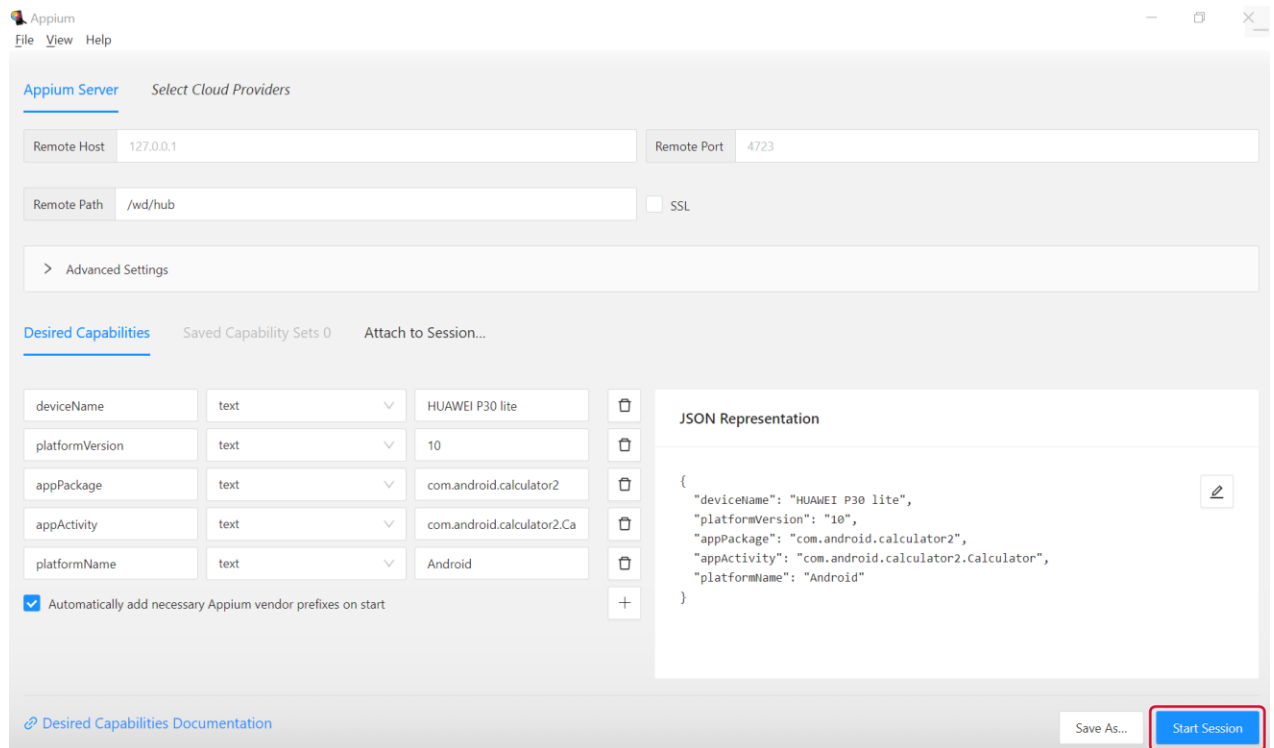 Appium
File View Help
Appium Server Select Cloud Providers
Remote Host 127.0.0.1 Remote Port 4723
Remote Path /wd/hub SSL
Advanced Settings
Desired Capabilities Saved Capability Sets 0 Attach to Session...
deviceName text HUAWEI P30 lite
platformVersion text 10
appPackage text com.android.calculator2
appActivity text com.android.calculator2.Ca
platformName text Android
Automatically add necessary Appium vendor prefixes on start
JSON Representation
{
"deviceName": "HUAWEI P30 lite",
"platformVersion": "10",
"appPackage": "com.android.calculator2",
"appActivity": "com.android.calculator2.Calculator",
"platformName": "Android"
}
Desired Capabilities Documentation
Save As... Start Session